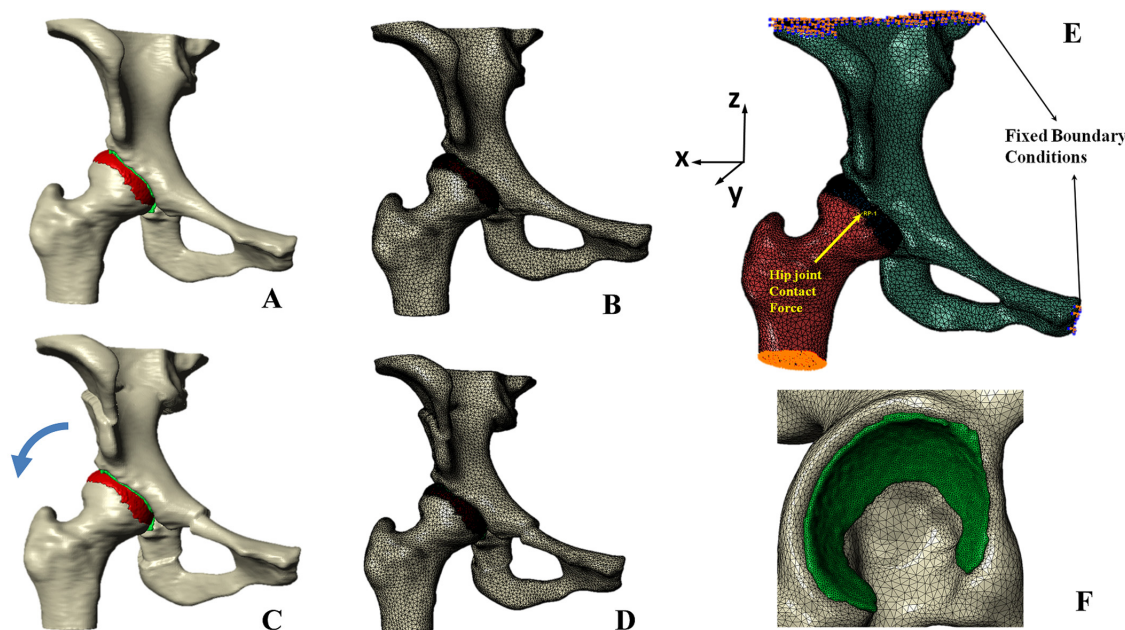 A
B
C
D
E
z
x
y
RP-1
Hip joint
Contact
Force
Fixed Boundary
Conditions
F